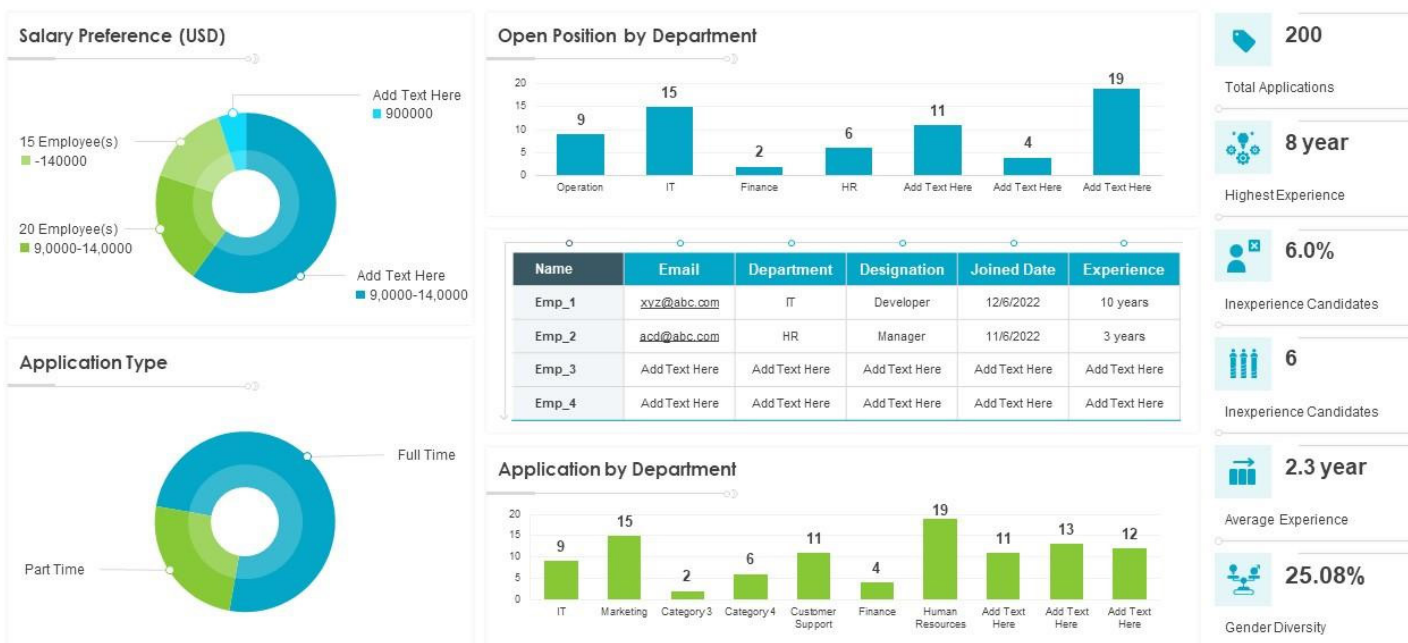 Salary Preference (USD)
Add Text Here
900000
15 Employee(s)
-140000
20 Employee(s)
9,0000-14,0000
Add Text Here
9,0000-14,0000
Application Type
Full Time
Part Time
Open Position by Department
20
15
10
5
0
9
15
2
6
11
4
19
Operation
IT
Finance
HR
Add Text Here
Add Text Here
Add Text Here
Name Email Department Designation Joined Date Experience
Emp_1 xyz@abc.com IT Developer 12/6/2022 10 years
Emp_2 acd@abc.com HR Manager 11/6/2022 3 years
Emp_3 Add Text Here Add Text Here Add Text Here Add Text Here Add Text Here
Emp_4 Add Text Here Add Text Here Add Text Here Add Text Here Add Text Here
Application by Department
20
15
10
5
0
9
15
2
6
11
4
19
11
13
12
IT
Marketing
Category 3
Category 4
Customer
Support
Finance
Human
Resources
Add Text
Here
Add Text
Here
Add Text
Here
200
Total Applications
8 year
Highest Experience
6.0%
Inexperience Candidates
6
Inexperience Candidates
2.3 year
Average Experience
25.08%
Gender Diversity